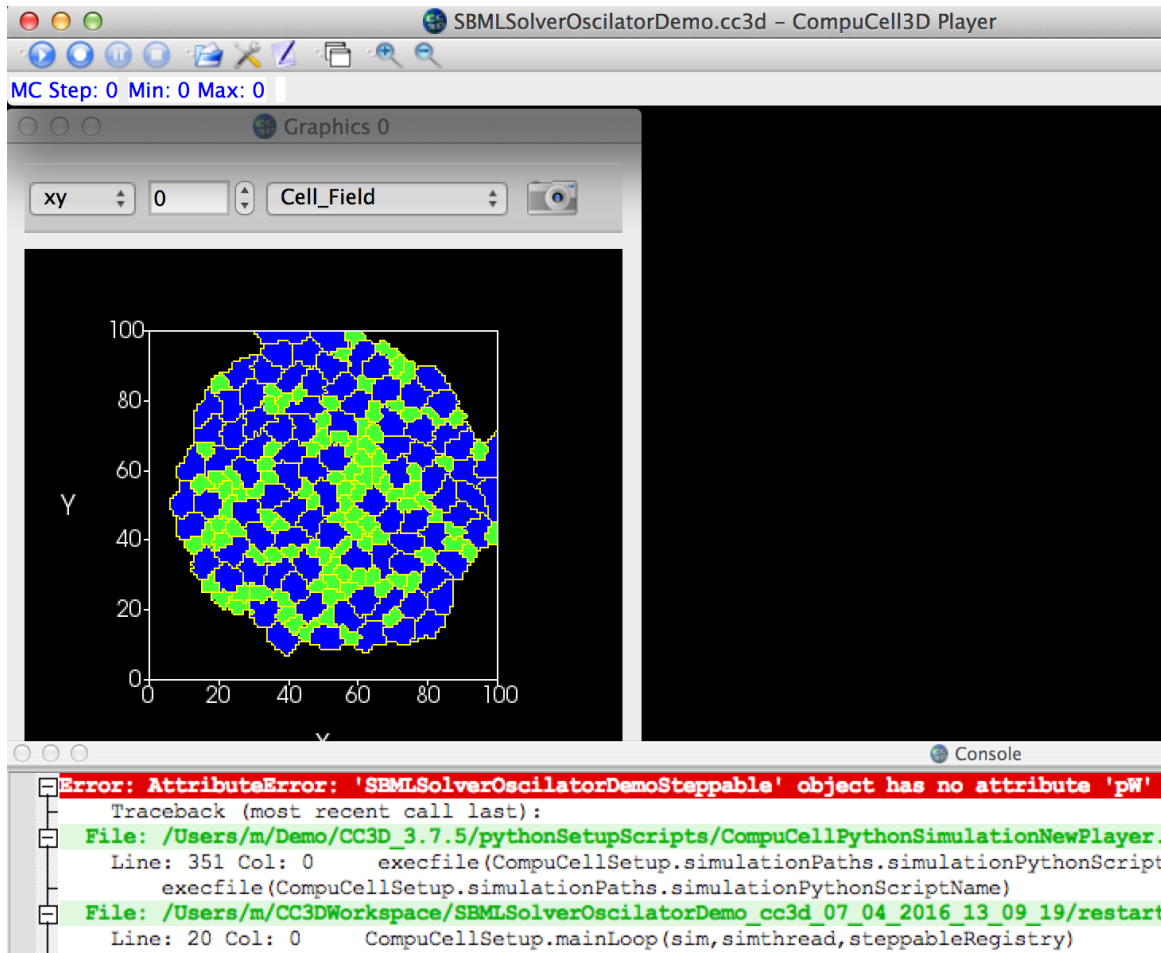 SBMLSolverOscilatorDemo.cc3d – CompuCell3D Player
MC Step: 0 Min: 0 Max: 0
Graphics 0
xy 0 Cell_Field
100
80
60
Y
40
20
0
0 20 40 60 80 100
X
Console
Error: AttributeError: 'SBMLSolverOscilatorDemoSteppable' object has no attribute 'pW'
Traceback (most recent call last):
File: /Users/m/Demo/CC3D_3.7.5/pythonSetupScripts/CompuCellPythonSimulationNewPlayer.
Line: 351 Col: 0 execfile(CompuCellSetup.simulationPaths.simulationPythonScript
execfile(CompuCellSetup.simulationPaths.simulationPythonScriptName)
File: /Users/m/CC3DWorkspace/SBMLSolverOscilatorDemo_cc3d_07_04_2016_13_09_19/restart
Line: 20 Col: 0 CompuCellSetup.mainLoop(sim,simthread,steppableRegistry)